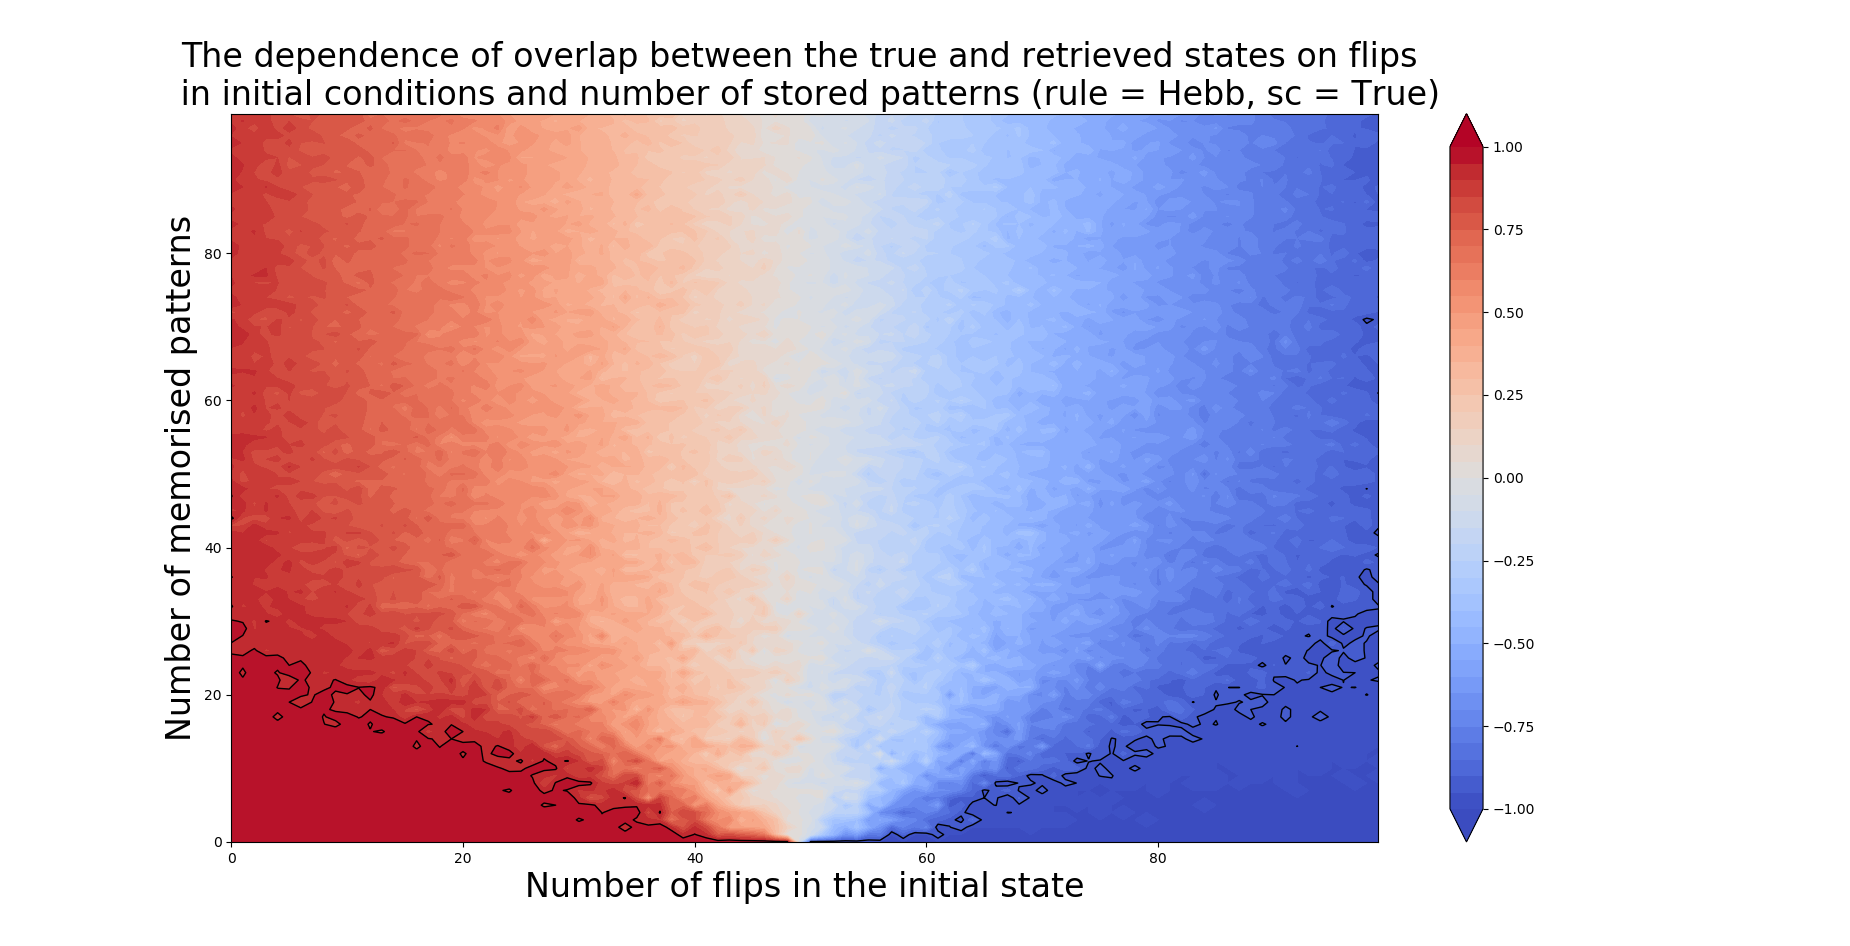 The dependence of overlap between the true and retrieved states on flips
in initial conditions and number of stored patterns (rule = Hebb, sc = True)
Number of memorised patterns
80
60
40
20
0
0 20 40 60 80
Number of flips in the initial state
1.00
0.75
0.50
0.25
0.00
−0.25
−0.50
−0.75
−1.00